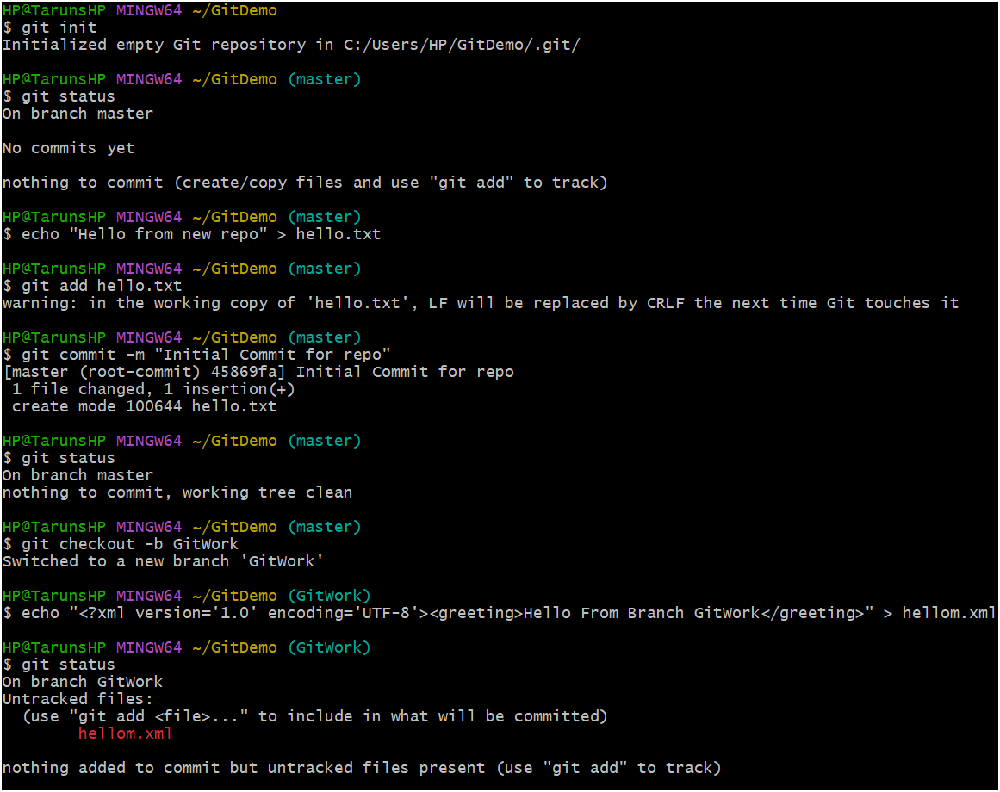 HP@TarunsHP MINGW64 ~/GitDemo
$ git init
Initialized empty Git repository in C:/Users/HP/GitDemo/.git/

HP@TarunsHP MINGW64 ~/GitDemo (master)
$ git status
On branch master

No commits yet

nothing to commit (create/copy files and use "git add" to track)

HP@TarunsHP MINGW64 ~/GitDemo (master)
$ echo "Hello from new repo" > hello.txt

HP@TarunsHP MINGW64 ~/GitDemo (master)
$ git add hello.txt
warning: in the working copy of 'hello.txt', LF will be replaced by CRLF the next time Git touches it

HP@TarunsHP MINGW64 ~/GitDemo (master)
$ git commit -m "Initial Commit for repo"
[master (root-commit) 45869fa] Initial Commit for repo
 1 file changed, 1 insertion(+)
 create mode 100644 hello.txt

HP@TarunsHP MINGW64 ~/GitDemo (master)
$ git status
On branch master
nothing to commit, working tree clean

HP@TarunsHP MINGW64 ~/GitDemo (master)
$ git checkout -b GitWork
Switched to a new branch 'GitWork'

HP@TarunsHP MINGW64 ~/GitDemo (GitWork)
$ echo "<?xml version='1.0' encoding='UTF-8'><greeting>Hello From Branch GitWork</greeting>" > hellom.xml

HP@TarunsHP MINGW64 ~/GitDemo (GitWork)
$ git status
On branch GitWork
Untracked files:
  (use "git add <file>..." to include in what will be committed)
        hellom.xml

nothing added to commit but untracked files present (use "git add" to track)